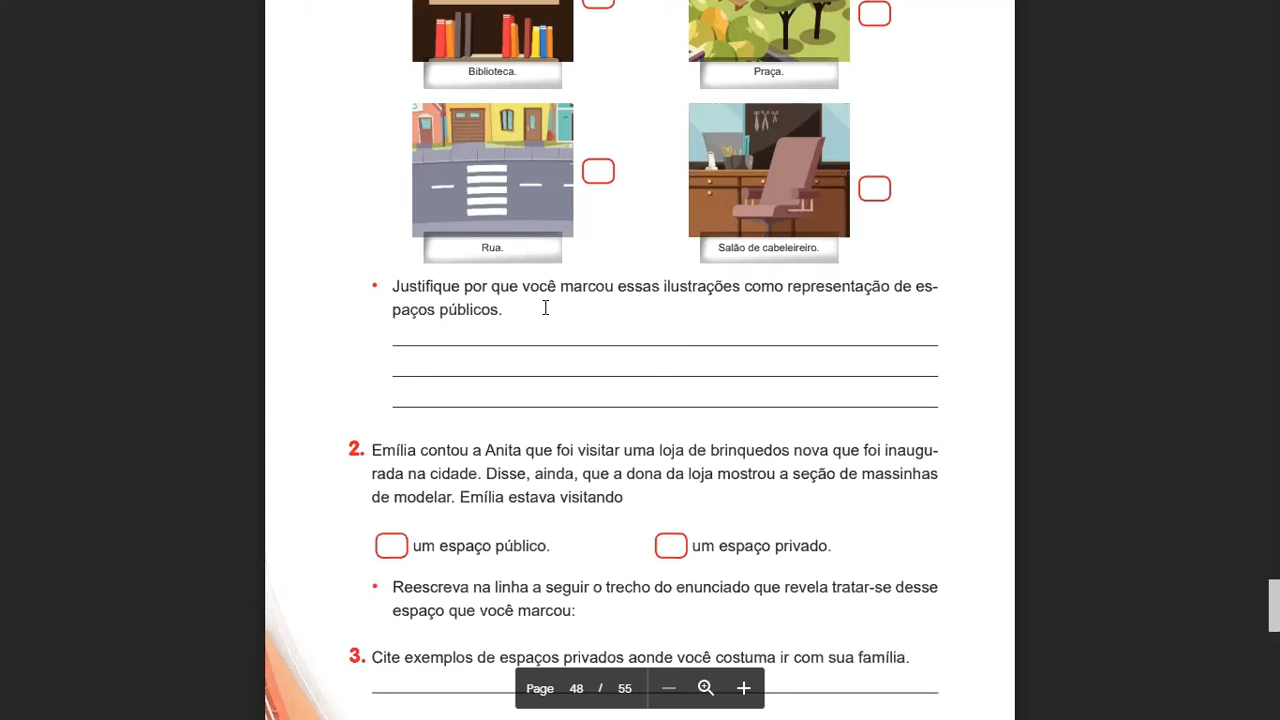 Biblioteca.
Praça.
Rua.
Salão de cabeleireiro.
• Justifique por que você marcou essas ilustrações como representação de es-
paços públicos.
2. Emília contou a Anita que foi visitar uma loja de brinquedos nova que foi inaugu-
rada na cidade. Disse, ainda, que a dona da loja mostrou a seção de massinhas
de modelar. Emília estava visitando
um espaço público.
um espaço privado.
• Reescreva na linha a seguir o trecho do enunciado que revela tratar-se desse
espaço que você marcou:
3. Cite exemplos de espaços privados aonde você costuma ir com sua família.
Page 48 / 55